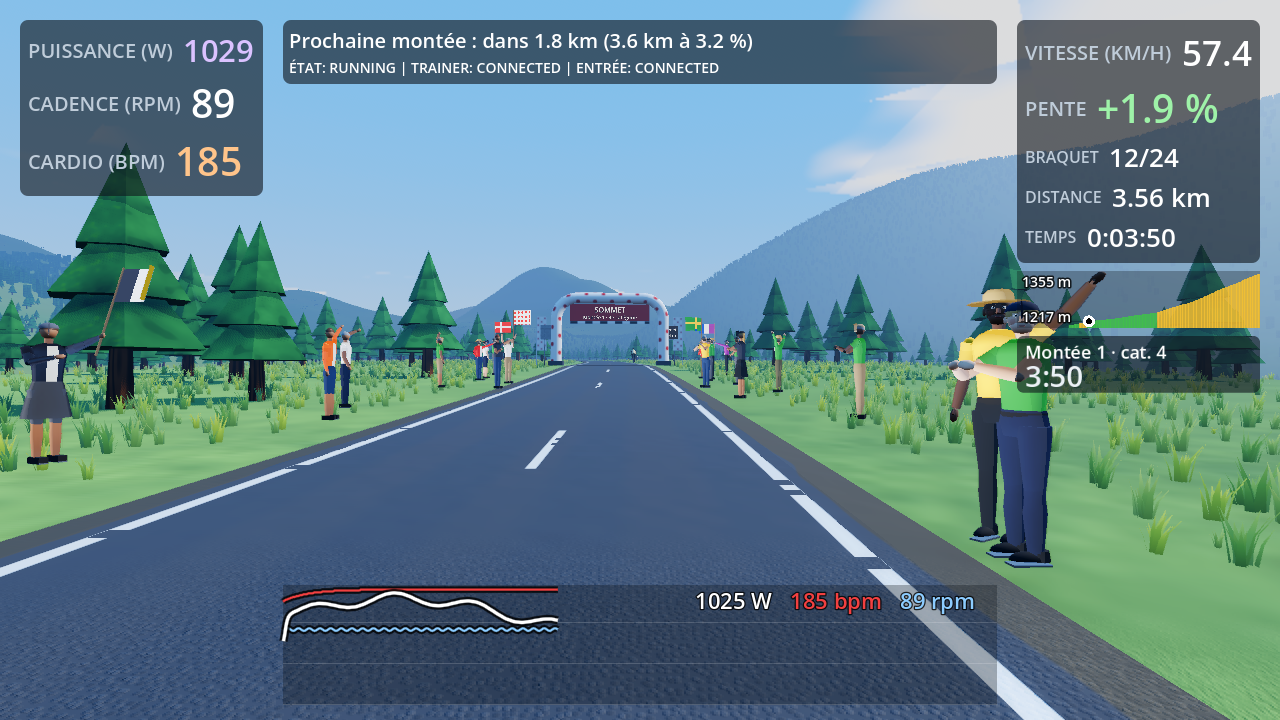 PUISSANCE (W) 1029
CADENCE (RPM) 89
CARDIO (BPM) 185
Prochaine montée : dans 1.8 km (3.6 km à 3.2 %)
ÉTAT: RUNNING | TRAINER: CONNECTED | ENTRÉE: CONNECTED
VITESSE (KM/H) 57.4
PENTE +1.9 %
BRAQUET 12/24
DISTANCE 3.56 km
TEMPS 0:03:50
1355 m
1217 m
Montée 1 · cat. 4
3:50
SOMMET
1025 W 185 bpm 89 rpm